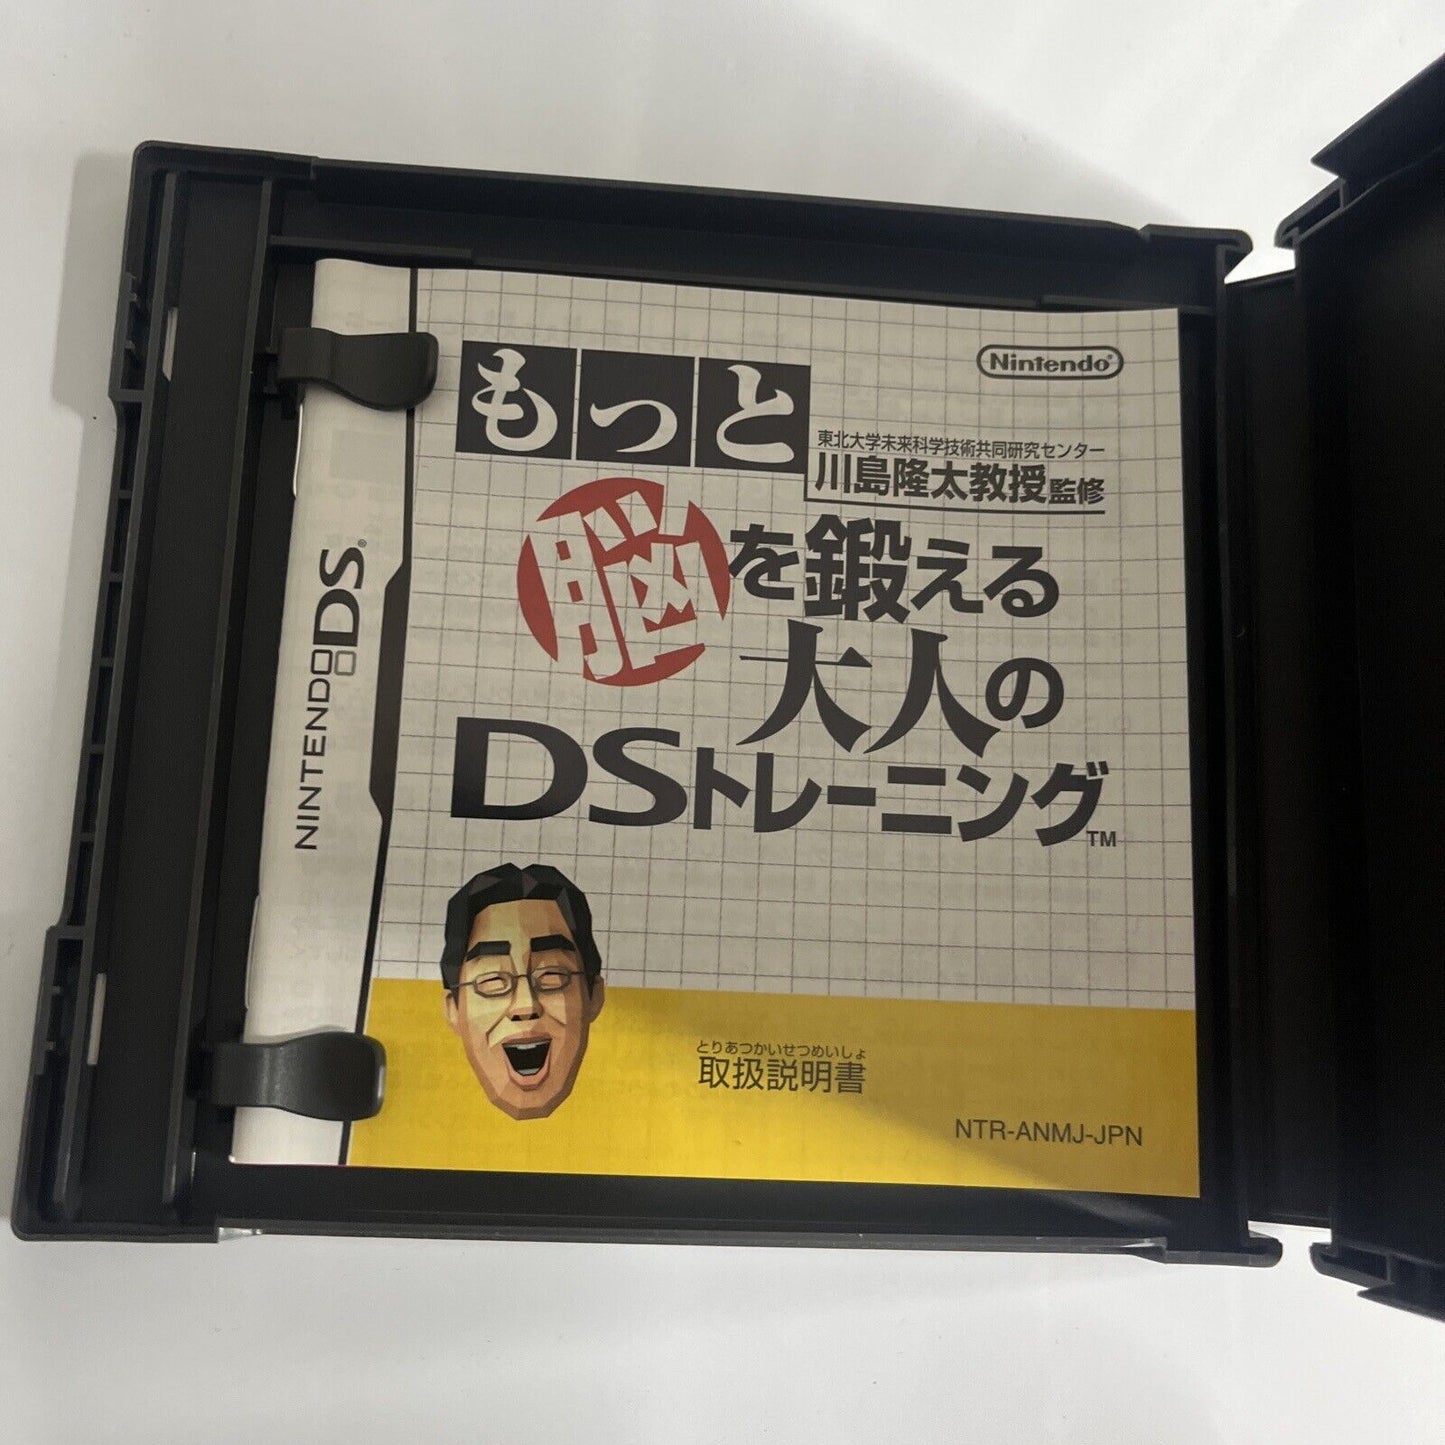 Nintendo®
もっと
東北大学未来科学技術共同研究センター
川島隆太教授監修
脳を鍛える
大人の
DSトレーニング™
NINTENDO DS®
とりあつかいせつめいしょ
取扱説明書
NTR-ANMJ-JPN